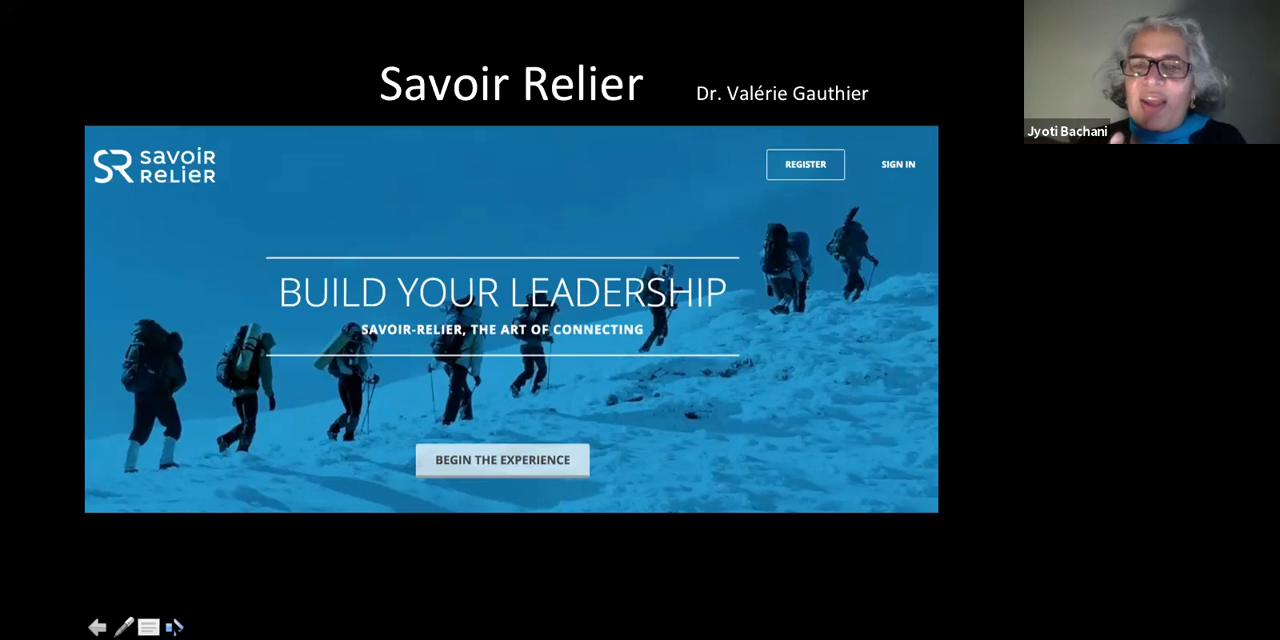 Savoir Relier
Dr. Valérie Gauthier
Jyoti Bachani
SR savoir
RELIER
REGISTER
SIGN IN
BUILD YOUR LEADERSHIP
SAVOIR-RELIER, THE ART OF CONNECTING
BEGIN THE EXPERIENCE